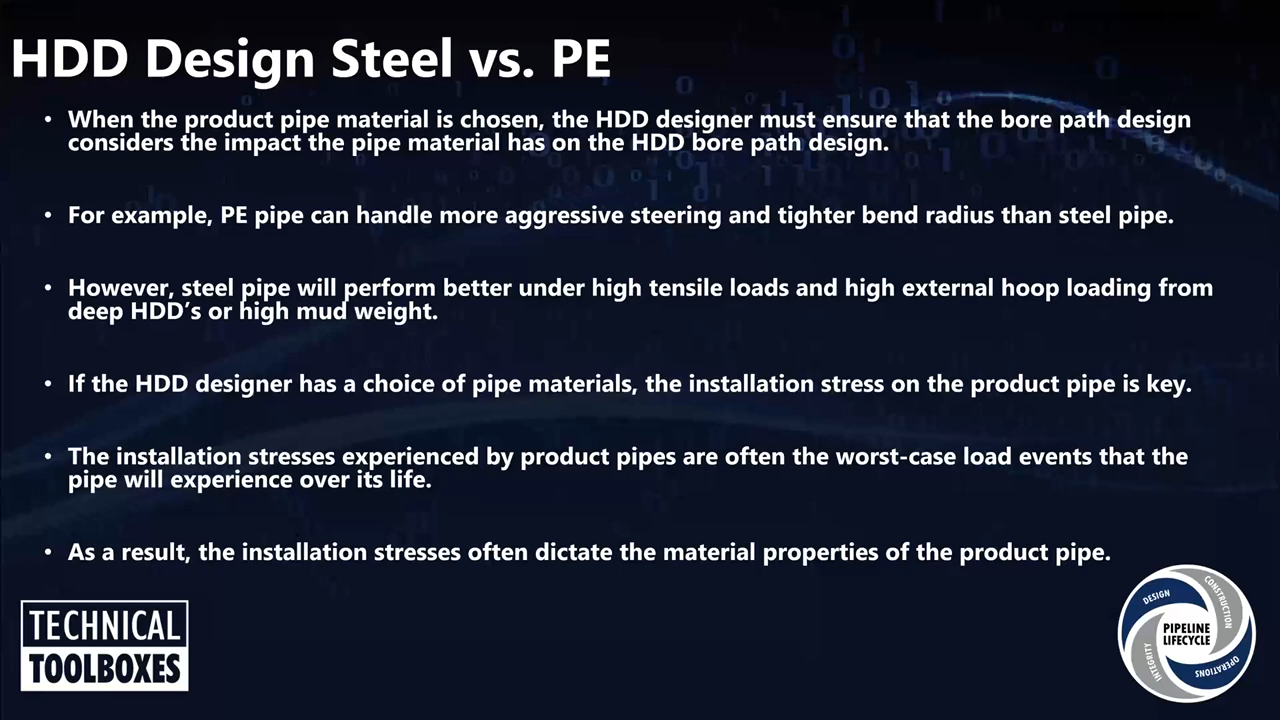 HDD Design Steel vs. PE
• When the product pipe material is chosen, the HDD designer must ensure that the bore path design
considers the impact the pipe material has on the HDD bore path design.
• For example, PE pipe can handle more aggressive steering and tighter bend radius than steel pipe.
• However, steel pipe will perform better under high tensile loads and high external hoop loading from
deep HDD’s or high mud weight.
• If the HDD designer has a choice of pipe materials, the installation stress on the product pipe is key.
• The installation stresses experienced by product pipes are often the worst-case load events that the
pipe will experience over its life.
• As a result, the installation stresses often dictate the material properties of the product pipe.
TECHNICAL
TOOLBOXES
DESIGN
CONSTRUCTION
PIPELINE
LIFECYCLE
INTEGRITY
OPERATIONS